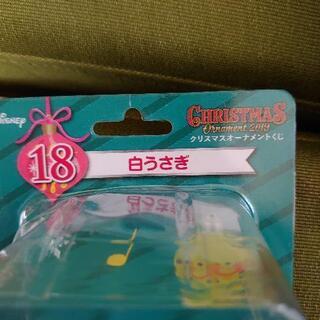 DISNEY
CHRISTMAS
Ornament 2019
クリスマスオーナメントくじ
18
白うさぎ